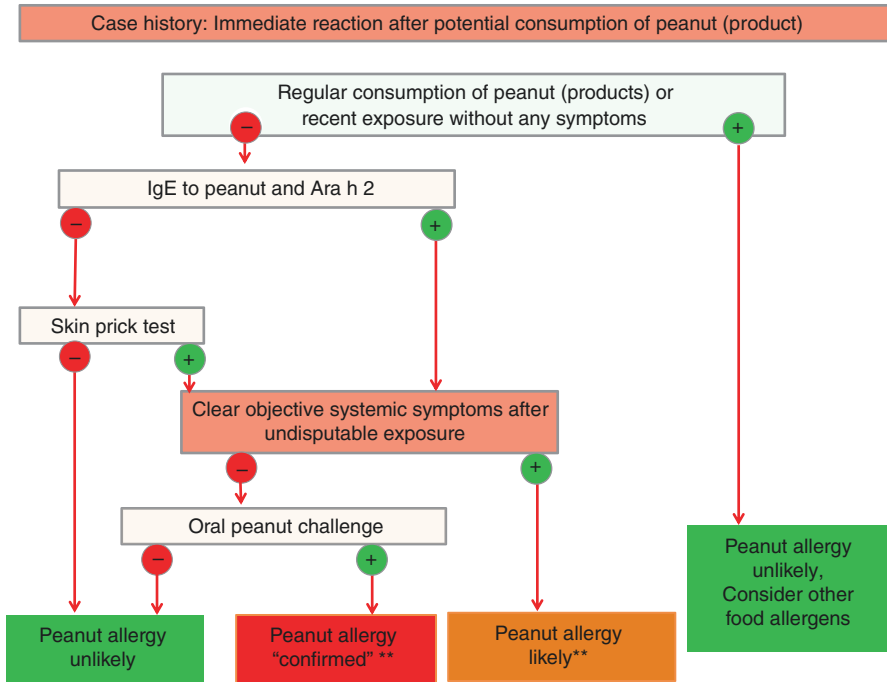 Case history: Immediate reaction after potential consumption of peanut (product)
Regular consumption of peanut (products) or
recent exposure without any symptoms
−
+
IgE to peanut and Ara h 2
−
+
Skin prick test
−
+
Clear objective systemic symptoms after
undisputable exposure
−
+
Oral peanut challenge
−
+
Peanut allergy
unlikely,
Consider other
food allergens
Peanut allergy
unlikely
Peanut allergy
“confirmed” **
Peanut allergy
likely**